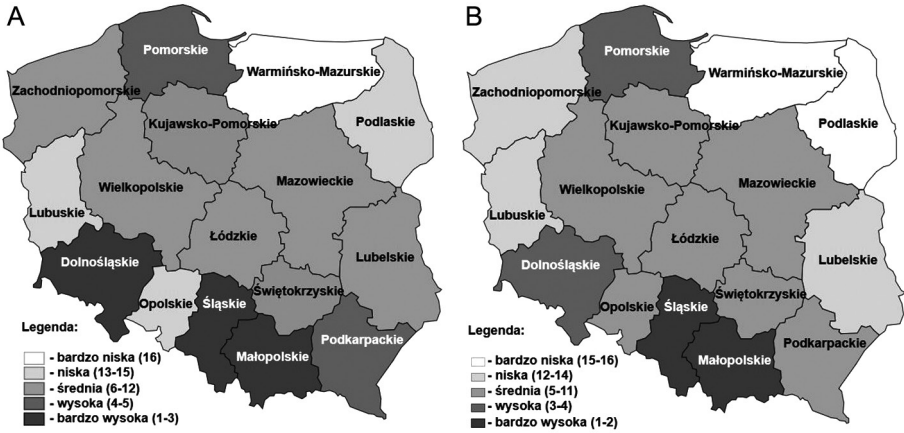 A
Pomorskie
Warmińsko-Mazurskie
Zachodniopomorskie
Podlaskie
Kujawsko-Pomorskie
Mazowieckie
Wielkopolskie
Lubuskie
Łódzkie
Lubelskie
Dolnośląskie
Opolskie
Śląskie
Świętokrzyskie
Podkarpackie
Małopolskie
Legenda:
- bardzo niska (16)
- niska (13-15)
- średnia (6-12)
- wysoka (4-5)
- bardzo wysoka (1-3)
B
Pomorskie
Warmińsko-Mazurskie
Zachodniopomorskie
Podlaskie
Kujawsko-Pomorskie
Mazowieckie
Wielkopolskie
Lubuskie
Łódzkie
Lubelskie
Dolnośląskie
Opolskie
Śląskie
Świętokrzyskie
Podkarpackie
Małopolskie
Legenda:
- bardzo niska (15-16)
- niska (12-14)
- średnia (5-11)
- wysoka (3-4)
- bardzo wysoka (1-2)